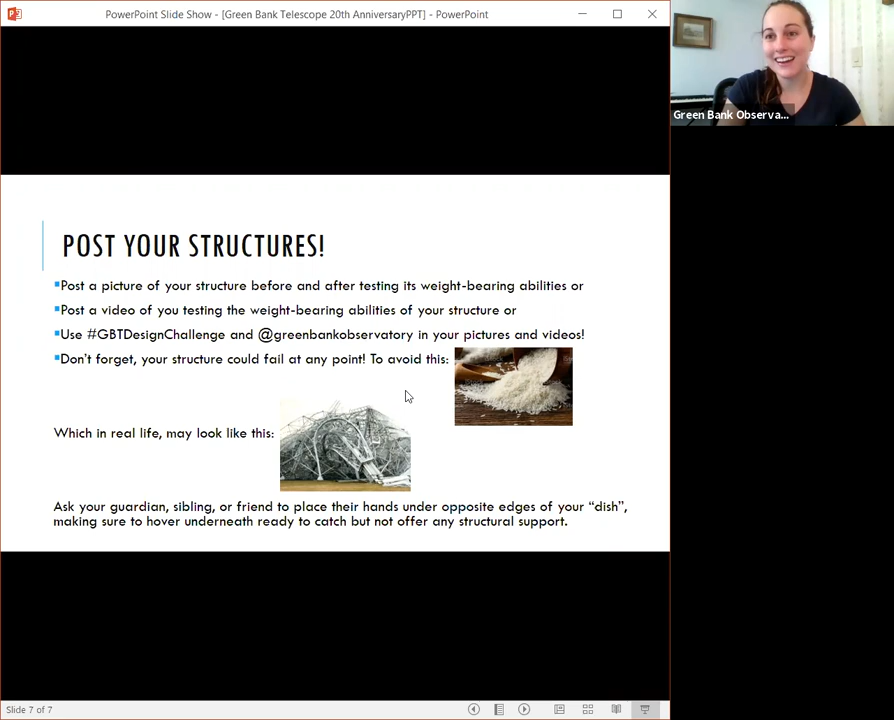 PowerPoint Slide Show - [Green Bank Telescope 20th AnniversaryPPT] - PowerPoint
Green Bank Observa...
POST YOUR STRUCTURES!
Post a picture of your structure before and after testing its weight-bearing abilities or
Post a video of you testing the weight-bearing abilities of your structure or
Use #GBTDesignChallenge and @greenbankobservatory in your pictures and videos!
Don't forget, your structure could fail at any point! To avoid this:
Which in real life, may look like this:
Ask your guardian, sibling, or friend to place their hands under opposite edges of your “dish”,
making sure to hover underneath ready to catch but not offer any structural support.
Slide 7 of 7